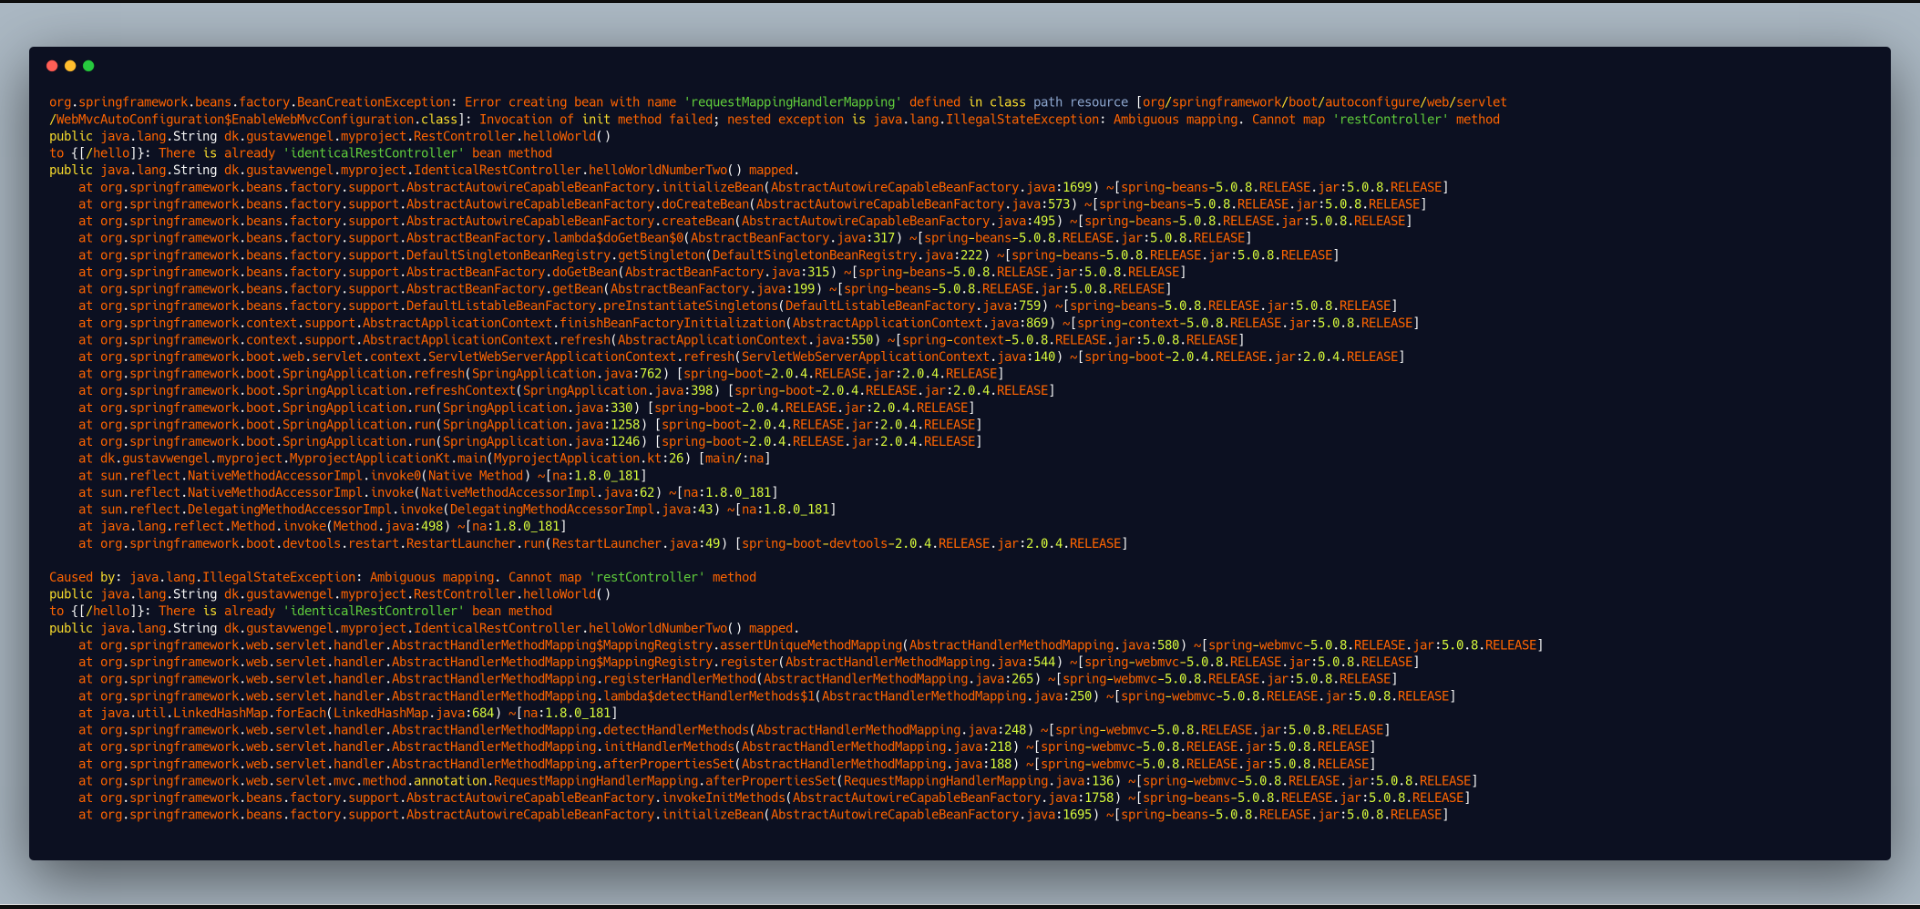 org.springframework.beans.factory.BeanCreationException: Error creating bean with name 'requestMappingHandlerMapping' defined in class path resource [org/springframework/boot/autoconfigure/web/servlet
/WebMvcAutoConfiguration$EnableWebMvcConfiguration.class]: Invocation of init method failed; nested exception is java.lang.IllegalStateException: Ambiguous mapping. Cannot map 'restController' method
public java.lang.String dk.gustavwengel.myproject.RestController.helloWorld()
to {[/hello]}: There is already 'identicalRestController' bean method
public java.lang.String dk.gustavwengel.myproject.IdenticalRestController.helloWorldNumberTwo() mapped.
    at org.springframework.beans.factory.support.AbstractAutowireCapableBeanFactory.initializeBean(AbstractAutowireCapableBeanFactory.java:1699) ~[spring-beans-5.0.8.RELEASE.jar:5.0.8.RELEASE]
    at org.springframework.beans.factory.support.AbstractAutowireCapableBeanFactory.doCreateBean(AbstractAutowireCapableBeanFactory.java:573) ~[spring-beans-5.0.8.RELEASE.jar:5.0.8.RELEASE]
    at org.springframework.beans.factory.support.AbstractAutowireCapableBeanFactory.createBean(AbstractAutowireCapableBeanFactory.java:495) ~[spring-beans-5.0.8.RELEASE.jar:5.0.8.RELEASE]
    at org.springframework.beans.factory.support.AbstractBeanFactory.lambda$doGetBean$0(AbstractBeanFactory.java:317) ~[spring-beans-5.0.8.RELEASE.jar:5.0.8.RELEASE]
    at org.springframework.beans.factory.support.DefaultSingletonBeanRegistry.getSingleton(DefaultSingletonBeanRegistry.java:222) ~[spring-beans-5.0.8.RELEASE.jar:5.0.8.RELEASE]
    at org.springframework.beans.factory.support.AbstractBeanFactory.doGetBean(AbstractBeanFactory.java:315) ~[spring-beans-5.0.8.RELEASE.jar:5.0.8.RELEASE]
    at org.springframework.beans.factory.support.AbstractBeanFactory.getBean(AbstractBeanFactory.java:199) ~[spring-beans-5.0.8.RELEASE.jar:5.0.8.RELEASE]
    at org.springframework.beans.factory.support.DefaultListableBeanFactory.preInstantiateSingletons(DefaultListableBeanFactory.java:759) ~[spring-beans-5.0.8.RELEASE.jar:5.0.8.RELEASE]
    at org.springframework.context.support.AbstractApplicationContext.finishBeanFactoryInitialization(AbstractApplicationContext.java:869) ~[spring-context-5.0.8.RELEASE.jar:5.0.8.RELEASE]
    at org.springframework.context.support.AbstractApplicationContext.refresh(AbstractApplicationContext.java:550) ~[spring-context-5.0.8.RELEASE.jar:5.0.8.RELEASE]
    at org.springframework.boot.web.servlet.context.ServletWebServerApplicationContext.refresh(ServletWebServerApplicationContext.java:140) ~[spring-boot-2.0.4.RELEASE.jar:2.0.4.RELEASE]
    at org.springframework.boot.SpringApplication.refresh(SpringApplication.java:762) [spring-boot-2.0.4.RELEASE.jar:2.0.4.RELEASE]
    at org.springframework.boot.SpringApplication.refreshContext(SpringApplication.java:398) [spring-boot-2.0.4.RELEASE.jar:2.0.4.RELEASE]
    at org.springframework.boot.SpringApplication.run(SpringApplication.java:330) [spring-boot-2.0.4.RELEASE.jar:2.0.4.RELEASE]
    at org.springframework.boot.SpringApplication.run(SpringApplication.java:1258) [spring-boot-2.0.4.RELEASE.jar:2.0.4.RELEASE]
    at org.springframework.boot.SpringApplication.run(SpringApplication.java:1246) [spring-boot-2.0.4.RELEASE.jar:2.0.4.RELEASE]
    at dk.gustavwengel.myproject.MyprojectApplicationKt.main(MyprojectApplication.kt:26) [main/:na]
    at sun.reflect.NativeMethodAccessorImpl.invoke0(Native Method) ~[na:1.8.0_181]
    at sun.reflect.NativeMethodAccessorImpl.invoke(NativeMethodAccessorImpl.java:62) ~[na:1.8.0_181]
    at sun.reflect.DelegatingMethodAccessorImpl.invoke(DelegatingMethodAccessorImpl.java:43) ~[na:1.8.0_181]
    at java.lang.reflect.Method.invoke(Method.java:498) ~[na:1.8.0_181]
    at org.springframework.boot.devtools.restart.RestartLauncher.run(RestartLauncher.java:49) [spring-boot-devtools-2.0.4.RELEASE.jar:2.0.4.RELEASE]

Caused by: java.lang.IllegalStateException: Ambiguous mapping. Cannot map 'restController' method
public java.lang.String dk.gustavwengel.myproject.RestController.helloWorld()
to {[/hello]}: There is already 'identicalRestController' bean method
public java.lang.String dk.gustavwengel.myproject.IdenticalRestController.helloWorldNumberTwo() mapped.
    at org.springframework.web.servlet.handler.AbstractHandlerMethodMapping$MappingRegistry.assertUniqueMethodMapping(AbstractHandlerMethodMapping.java:580) ~[spring-webmvc-5.0.8.RELEASE.jar:5.0.8.RELEASE]
    at org.springframework.web.servlet.handler.AbstractHandlerMethodMapping$MappingRegistry.register(AbstractHandlerMethodMapping.java:544) ~[spring-webmvc-5.0.8.RELEASE.jar:5.0.8.RELEASE]
    at org.springframework.web.servlet.handler.AbstractHandlerMethodMapping.registerHandlerMethod(AbstractHandlerMethodMapping.java:265) ~[spring-webmvc-5.0.8.RELEASE.jar:5.0.8.RELEASE]
    at org.springframework.web.servlet.handler.AbstractHandlerMethodMapping.lambda$detectHandlerMethods$1(AbstractHandlerMethodMapping.java:250) ~[spring-webmvc-5.0.8.RELEASE.jar:5.0.8.RELEASE]
    at java.util.LinkedHashMap.forEach(LinkedHashMap.java:684) ~[na:1.8.0_181]
    at org.springframework.web.servlet.handler.AbstractHandlerMethodMapping.detectHandlerMethods(AbstractHandlerMethodMapping.java:248) ~[spring-webmvc-5.0.8.RELEASE.jar:5.0.8.RELEASE]
    at org.springframework.web.servlet.handler.AbstractHandlerMethodMapping.initHandlerMethods(AbstractHandlerMethodMapping.java:218) ~[spring-webmvc-5.0.8.RELEASE.jar:5.0.8.RELEASE]
    at org.springframework.web.servlet.handler.AbstractHandlerMethodMapping.afterPropertiesSet(AbstractHandlerMethodMapping.java:188) ~[spring-webmvc-5.0.8.RELEASE.jar:5.0.8.RELEASE]
    at org.springframework.web.servlet.mvc.method.annotation.RequestMappingHandlerMapping.afterPropertiesSet(RequestMappingHandlerMapping.java:136) ~[spring-webmvc-5.0.8.RELEASE.jar:5.0.8.RELEASE]
    at org.springframework.beans.factory.support.AbstractAutowireCapableBeanFactory.invokeInitMethods(AbstractAutowireCapableBeanFactory.java:1758) ~[spring-beans-5.0.8.RELEASE.jar:5.0.8.RELEASE]
    at org.springframework.beans.factory.support.AbstractAutowireCapableBeanFactory.initializeBean(AbstractAutowireCapableBeanFactory.java:1695) ~[spring-beans-5.0.8.RELEASE.jar:5.0.8.RELEASE]